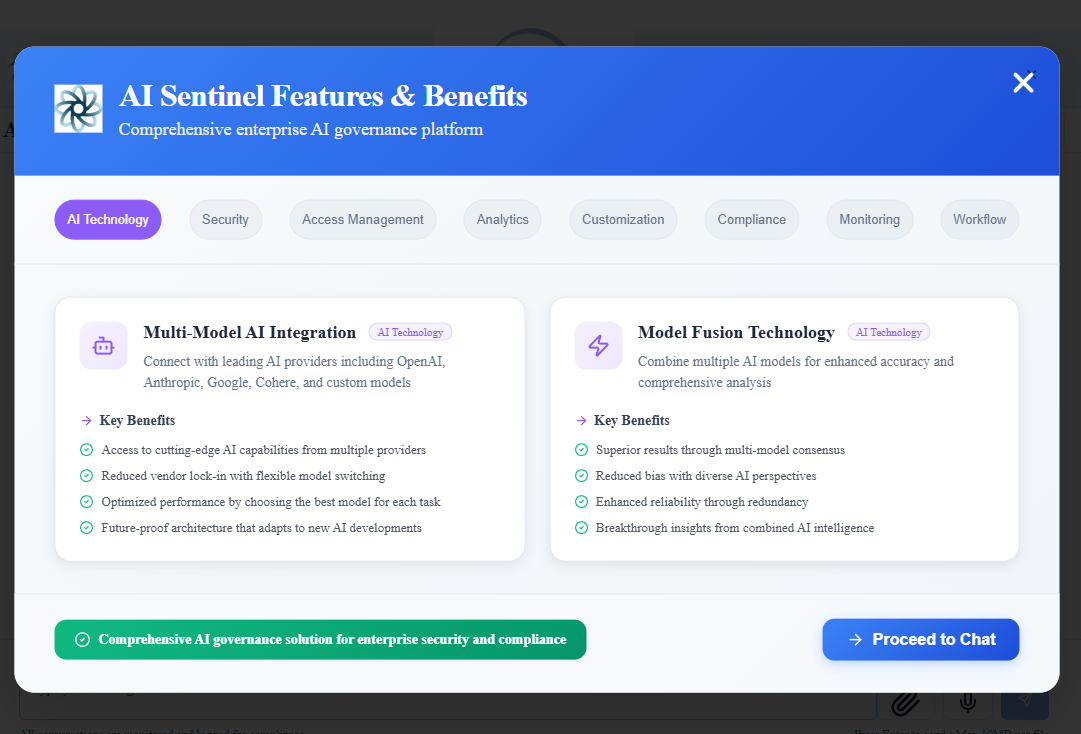 AI Sentinel Features & Benefits
Comprehensive enterprise AI governance platform
AI Technology
Security
Access Management
Analytics
Customization
Compliance
Monitoring
Workflow
Multi-Model AI Integration
AI Technology
Connect with leading AI providers including OpenAI,
Anthropic, Google, Cohere, and custom models
Key Benefits
Access to cutting-edge AI capabilities from multiple providers
Reduced vendor lock-in with flexible model switching
Optimized performance by choosing the best model for each task
Future-proof architecture that adapts to new AI developments
Model Fusion Technology
AI Technology
Combine multiple AI models for enhanced accuracy and
comprehensive analysis
Key Benefits
Superior results through multi-model consensus
Reduced bias with diverse AI perspectives
Enhanced reliability through redundancy
Breakthrough insights from combined AI intelligence
Comprehensive AI governance solution for enterprise security and compliance
Proceed to Chat